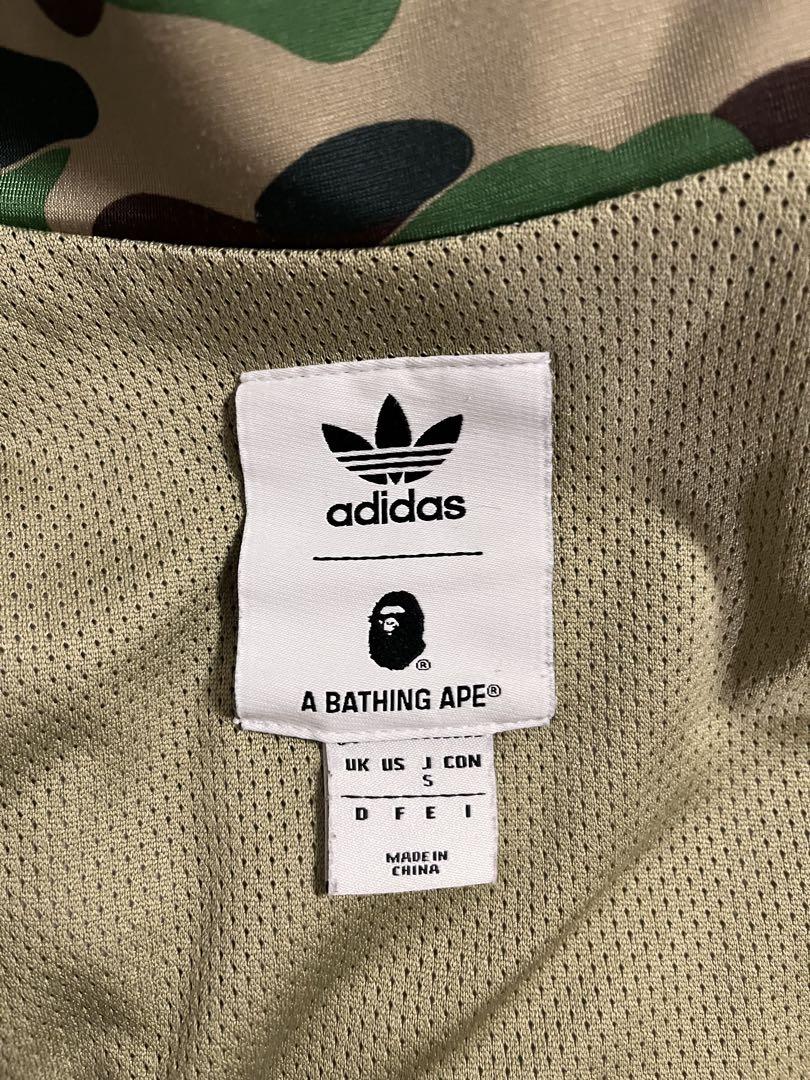 adidas
®
A BATHING APE®
UK US J CON
S
D F E I
MADE IN
CHINA